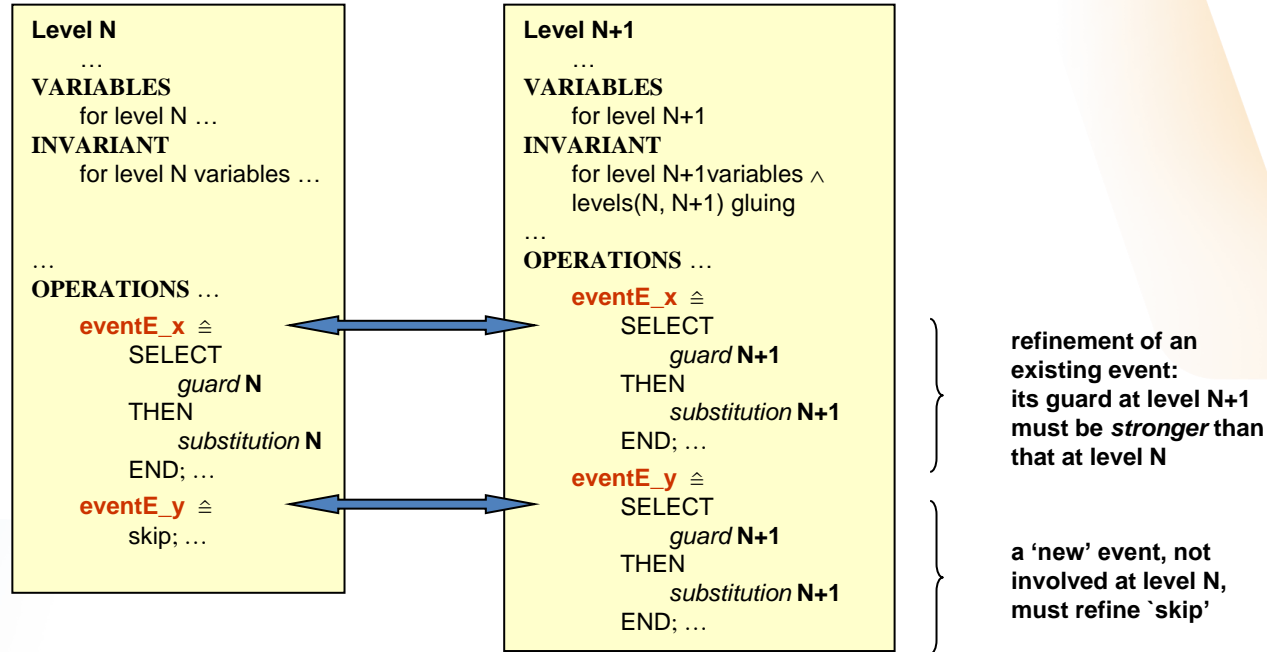 Level N
…
VARIABLES
for level N …
INVARIANT
for level N variables …
…
OPERATIONS …
eventE_x ≙
SELECT
guard N
THEN
substitution N
END; …
eventE_y ≙
skip; …
Level N+1
…
VARIABLES
for level N+1
INVARIANT
for level N+1variables ∧
levels(N, N+1) gluing
…
OPERATIONS …
eventE_x ≙
SELECT
guard N+1
THEN
substitution N+1
END; …
eventE_y ≙
SELECT
guard N+1
THEN
substitution N+1
END; …
refinement of an
existing event:
its guard at level N+1
must be stronger than
that at level N
a ‘new’ event, not
involved at level N,
must refine `skip’